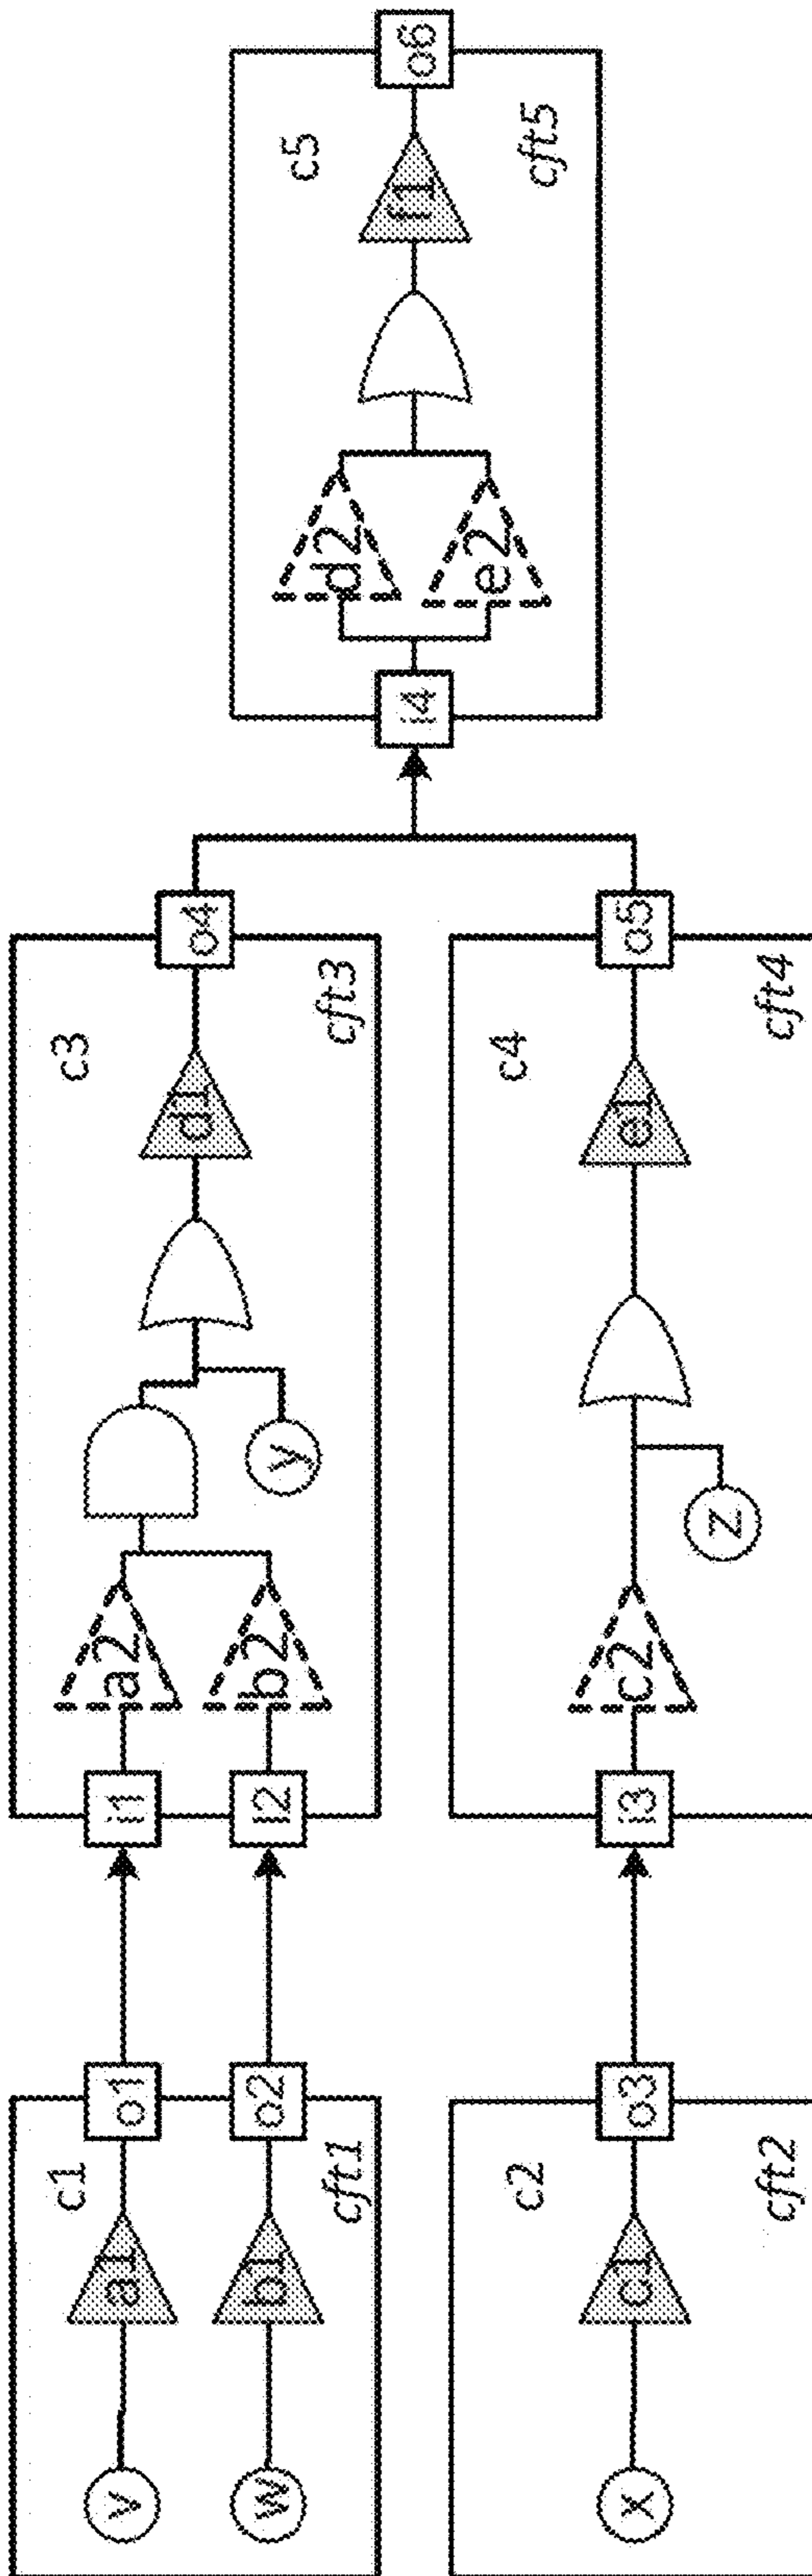 c1
v
a1
o1
w
b1
o2
cft1
c2
x
c1
o3
cft2
c3
i1
a2
i2
b2
y
d1
o4
cft3
c4
i3
c2
z
e1
o5
cft4
c5
i4
d2
e2
f1
o6
cft5